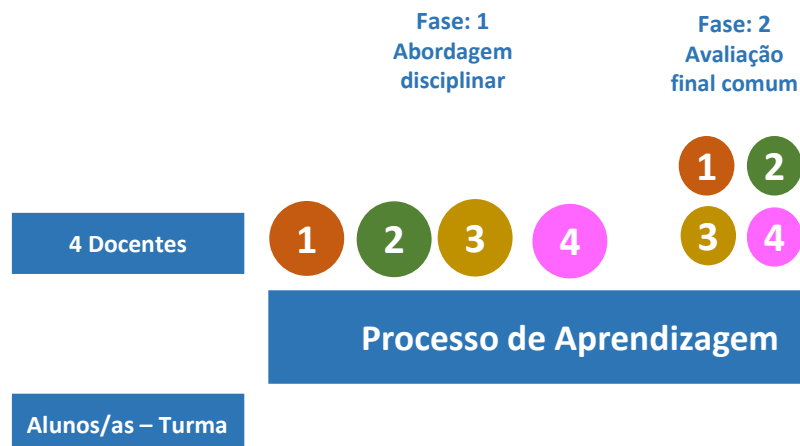 Fase: 1
Abordagem
disciplinar
Fase: 2
Avaliação
final comum
1 2
4 Docentes
1 2 3 4
3 4
Processo de Aprendizagem
Alunos/as – Turma